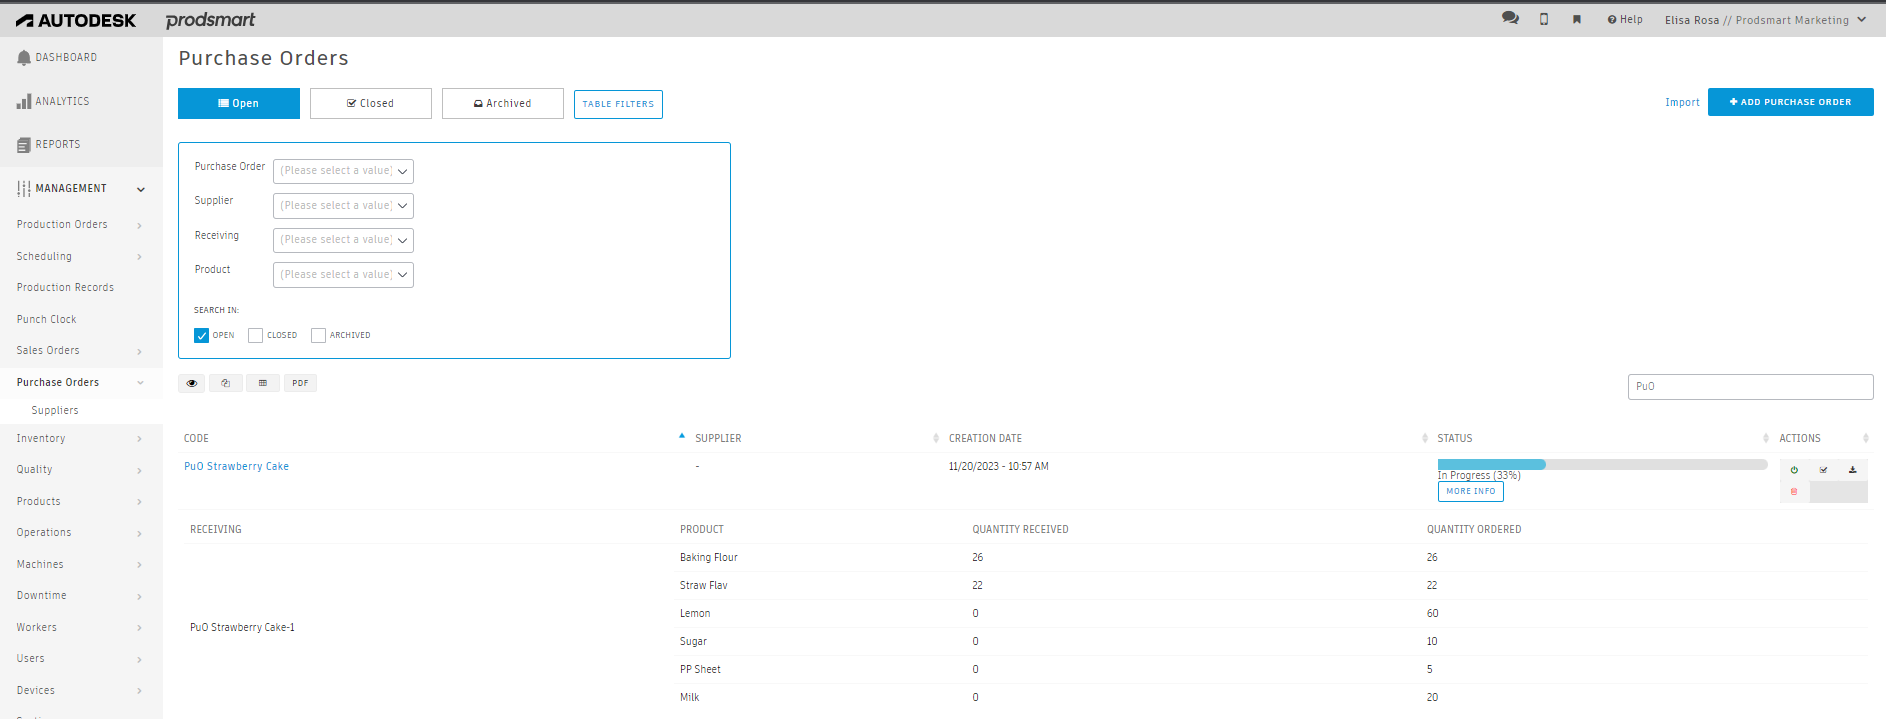 AUTODESK prodsmart
Help Elisa Rosa // Prodsmart Marketing
DASHBOARD
ANALYTICS
REPORTS
MANAGEMENT
Production Orders
Scheduling
Production Records
Punch Clock
Sales Orders
Purchase Orders
Suppliers
Inventory
Quality
Products
Operations
Machines
Downtime
Workers
Users
Devices
Purchase Orders
Open Closed Archived TABLE FILTERS
Import ADD PURCHASE ORDER
Purchase Order (Please select a value)
Supplier (Please select a value)
Receiving (Please select a value)
Product (Please select a value)
SEARCH IN:
OPEN CLOSED ARCHIVED
PDF
PuO
CODE SUPPLIER CREATION DATE STATUS ACTIONS
PuO Strawberry Cake - 11/20/2023 - 10:57 AM
In Progress (33%)
MORE INFO
RECEIVING PRODUCT QUANTITY RECEIVED QUANTITY ORDERED
PuO Strawberry Cake-1
Baking Flour 26 26
Straw Flav 22 22
Lemon 0 60
Sugar 0 10
PP Sheet 0 5
Milk 0 20